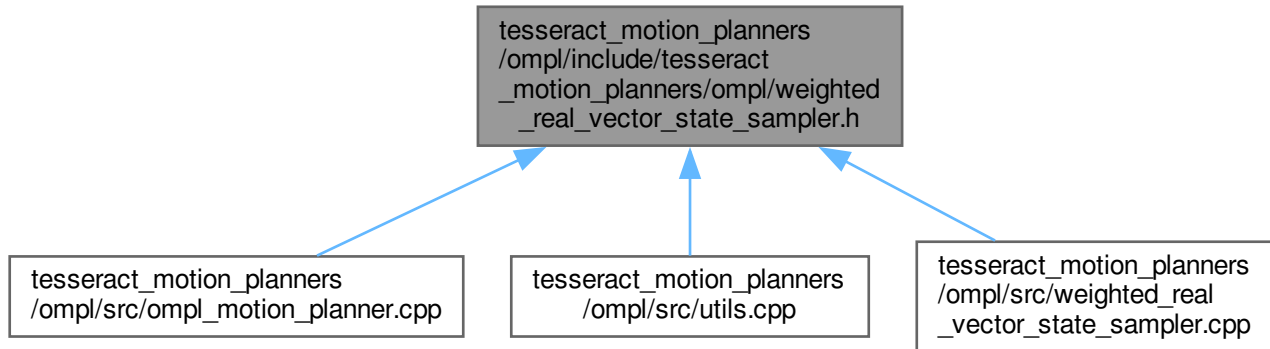 tesseract_motion_planners
/ompl/include/tesseract
_motion_planners/ompl/weighted
_real_vector_state_sampler.h
tesseract_motion_planners
/ompl/src/ompl_motion_planner.cpp
tesseract_motion_planners
/ompl/src/utils.cpp
tesseract_motion_planners
/ompl/src/weighted_real
_vector_state_sampler.cpp